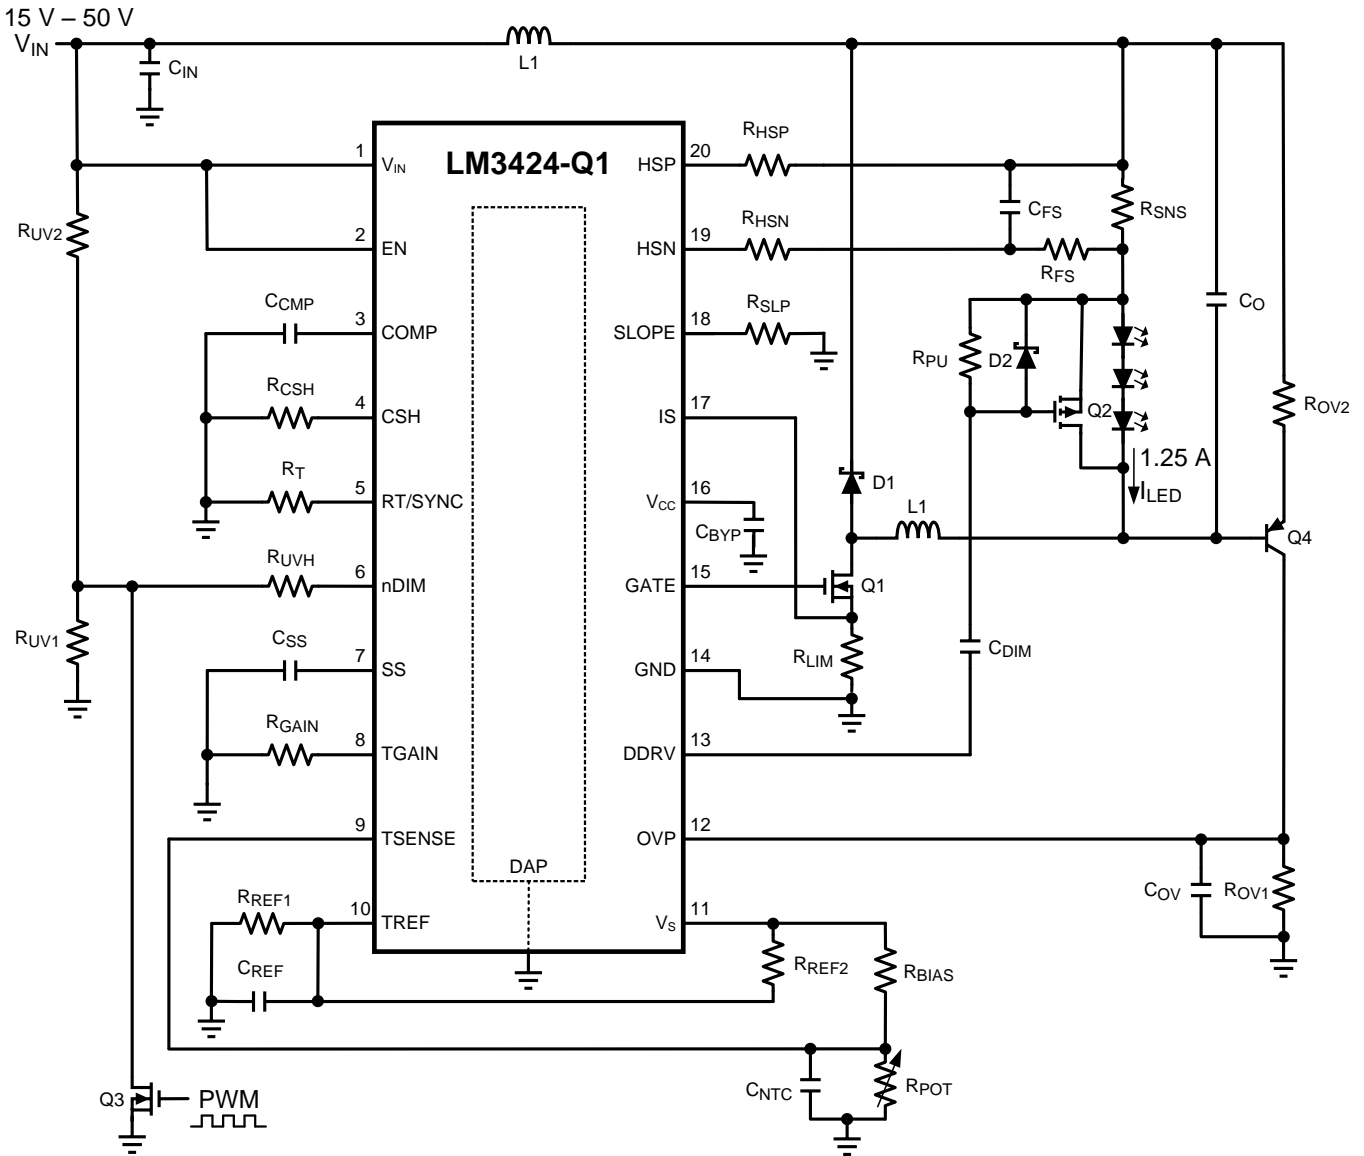 15 V – 50 V
VIN
CIN
L1
LM3424-Q1
1
VIN
20
HSP
RHSP
RUV2
2
EN
19
HSN
RHSN
CFS
RSNS
RFS
CCMP
3
COMP
18
SLOPE
RSLP
CO
RPU
D2
RCSH
4
CSH
17
IS
Q2
ROV2
1.25 A
ILED
RT
5
RT/SYNC
16
VCC
CBYP
D1
L1
Q4
RUVH
6
nDIM
15
GATE
Q1
RUV1
CSS
7
SS
14
GND
RLIM
CDIM
RGAIN
8
TGAIN
13
DDRV
9
TSENSE
12
OVP
DAP
COV
ROV1
RREF1
10
TREF
11
VS
CREF
RREF2
RBIAS
CNTC
RPOT
Q3
PWM